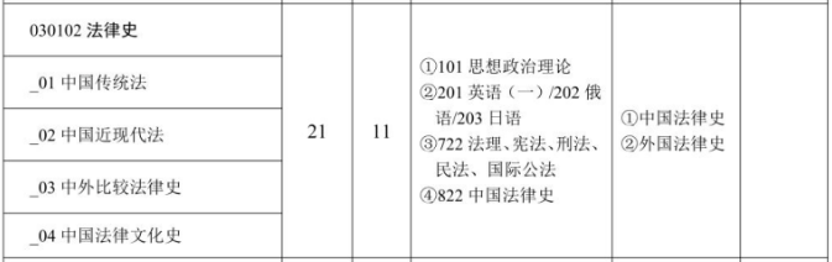 030102 法律史
_01 中国传统法
_02 中国近现代法
_03 中外比较法律史
_04 中国法律文化史
21
11
①101 思想政治理论
②201 英语（一）/202 俄
语/203 日语
③722 法理、宪法、刑法、
民法、国际公法
④822 中国法律史
①中国法律史
②外国法律史